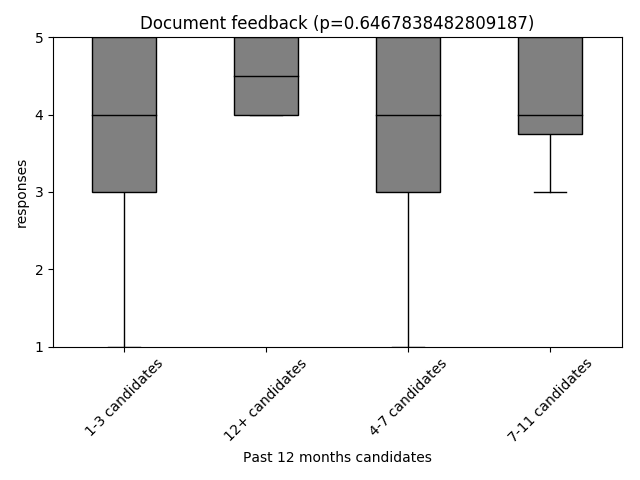 Document feedback (p=0.6467838482809187)
5
4
3
2
1
responses
1-3 candidates
12+ candidates
4-7 candidates
7-11 candidates
Past 12 months candidates